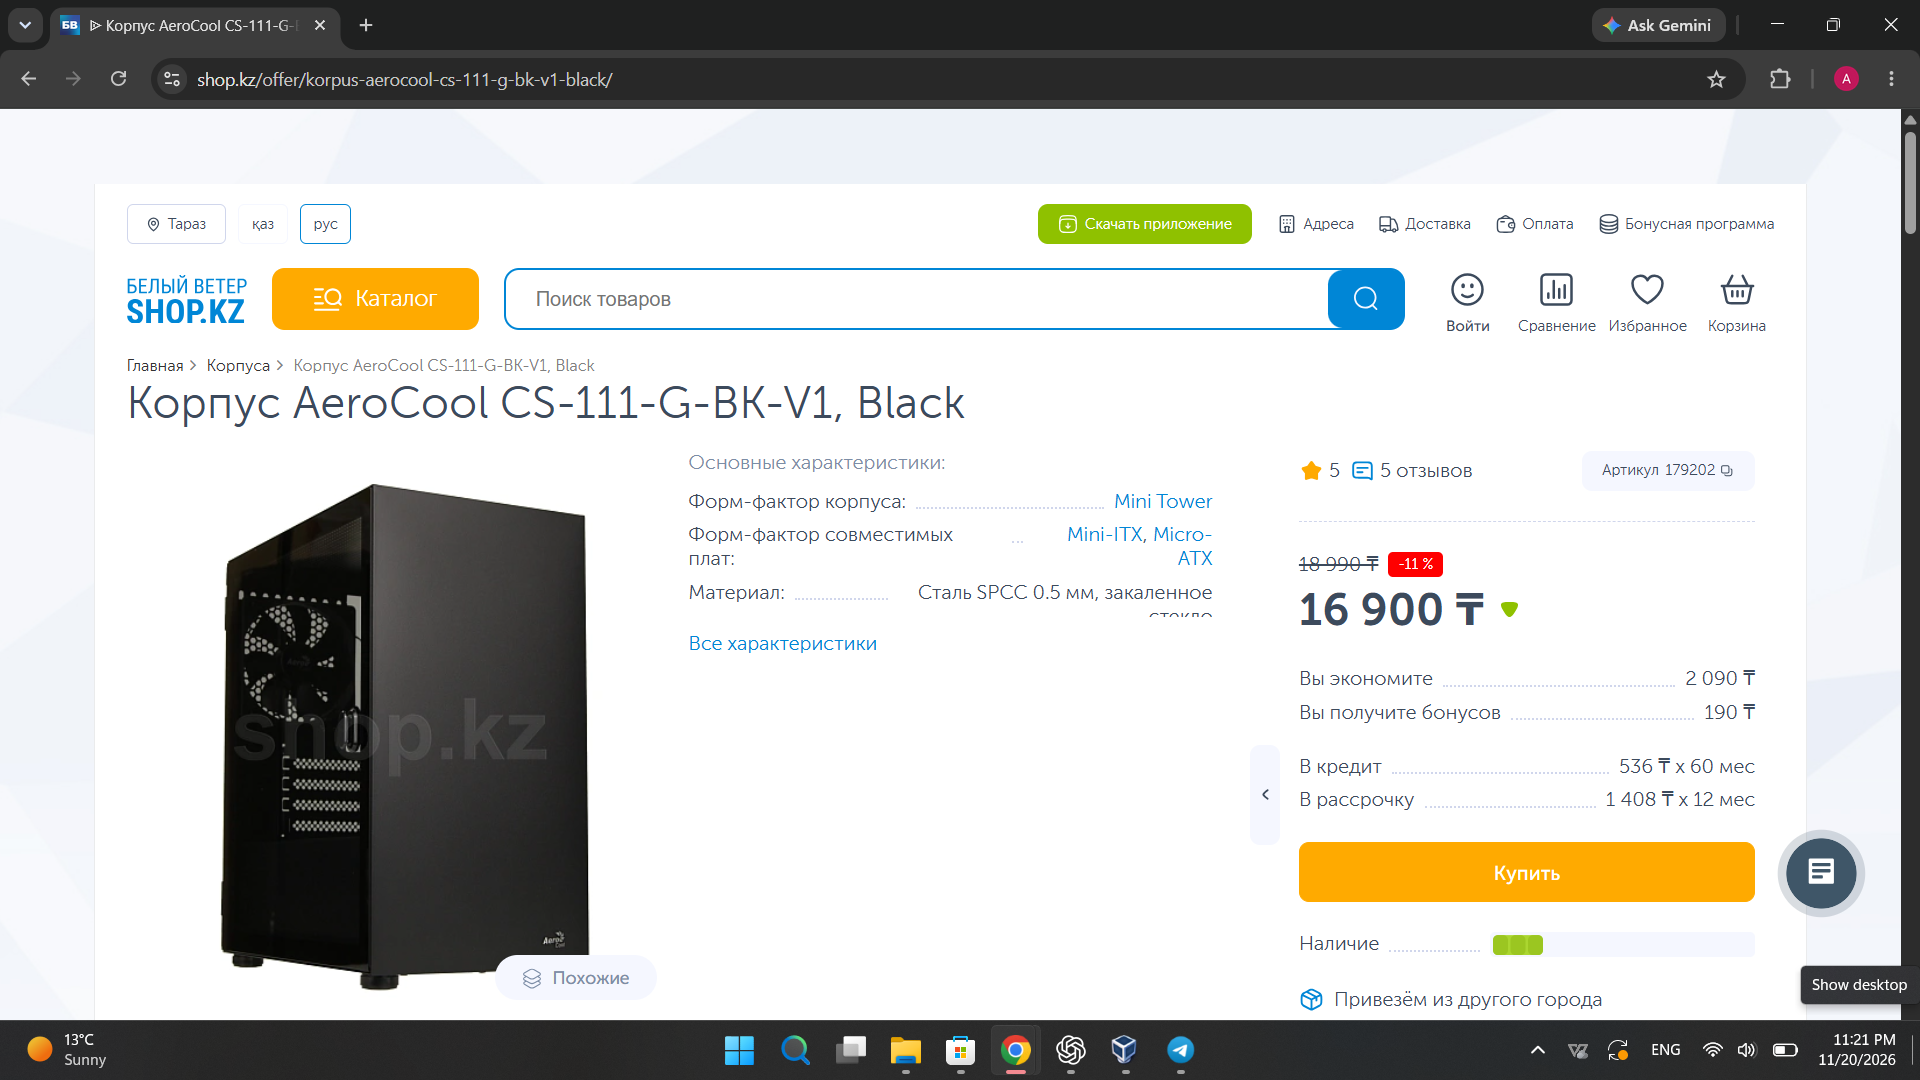 БВ
Корпус AeroCool CS-111-G-
Ask Gemini
shop.kz/offer/korpus-aerocool-cs-111-g-bk-v1-black/
A
Тараз
қаз
рус
Скачать приложение
Адреса
Доставка
Оплата
Бонусная программа
БЕЛЫЙ ВЕТЕР
SHOP.KZ
Каталог
Поиск товаров
Войти
Сравнение
Избранное
Корзина
Главная
Корпуса
Корпус AeroCool CS-111-G-BK-V1, Black
Корпус AeroCool CS-111-G-BK-V1, Black
Основные характеристики:
Форм-фактор корпуса: Mini Tower
Форм-фактор совместимых плат: Mini-ITX, Micro-
ATX
Материал: Сталь SPCC 0.5 мм, закаленное
стекло
Все характеристики
5
5 отзывов
Артикул 179202
18 990 ₸
-11 %
16 900 ₸
Вы экономите 2 090 ₸
Вы получите бонусов 190 ₸
В кредит 536 ₸ x 60 мес
В рассрочку 1 408 ₸ x 12 мес
Купить
Наличие
Привезём из другого города
shop.kz
Aero
Cool
Похожие
Show desktop
13°C
Sunny
ENG
11:21 PM
11/20/2026